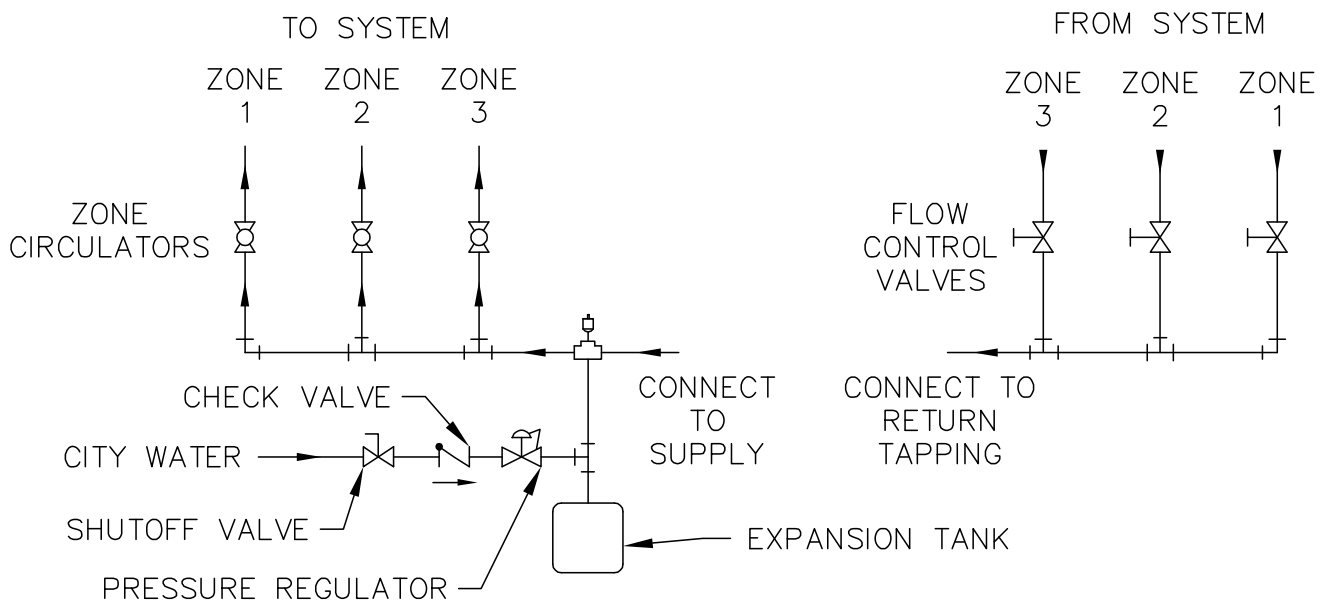 TO SYSTEM
ZONE
1
ZONE
2
ZONE
3
FROM SYSTEM
ZONE
3
ZONE
2
ZONE
1
ZONE
CIRCULATORS
FLOW
CONTROL
VALVES
CHECK VALVE
CITY WATER
SHUTOFF VALVE
PRESSURE REGULATOR
CONNECT
TO
SUPPLY
CONNECT TO
RETURN
TAPPING
EXPANSION TANK